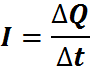 I = ΔQ / Δt